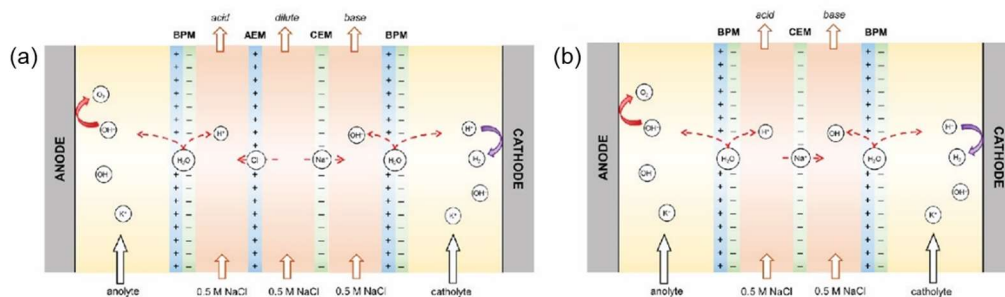 (a)
acid dilute base
BPM AEM CEM BPM
ANODE
O₂
OH⁻
H⁺
OH⁻
H⁺
H₂O
Cl⁻
Na⁺
H₂O
H₂
OH
OH⁻
K⁺
K⁺
CATHODE
anolyte 0.5 M NaCl 0.5 M NaCl 0.5 M NaCl catholyte
(b)
acid base
BPM CEM BPM
ANODE
O₂
OH⁻
H⁺
OH⁻
H⁺
H₂O
Na⁺
H₂O
H₂
OH
OH⁻
K⁺
K⁺
CATHODE
anolyte 0.5 M NaCl 0.5 M NaCl catholyte